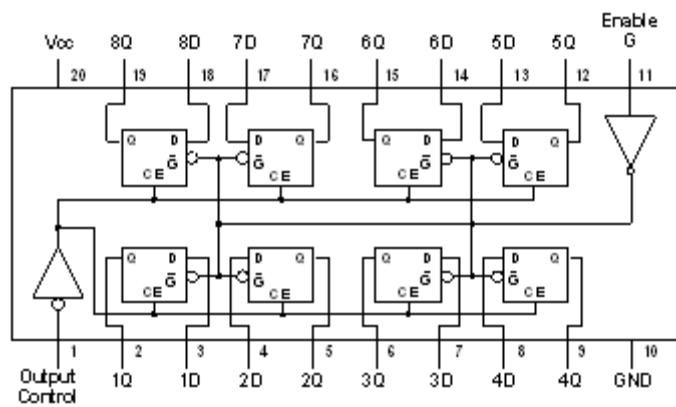 Enable
Vcc 8Q 8D 7D 7Q 6Q 6D 5D 5Q G
20 19 18 17 16 15 14 13 12 11
Q D D Q Q D D Q
G̅ G̅ G̅ G̅
CE CE CE CE
Q D D Q Q D D Q
G̅ G̅ G̅ G̅
CE CE CE CE
1 2 3 4 5 6 7 8 9 10
Output 1Q 1D 2D 2Q 3Q 3D 4D 4Q GND
Control